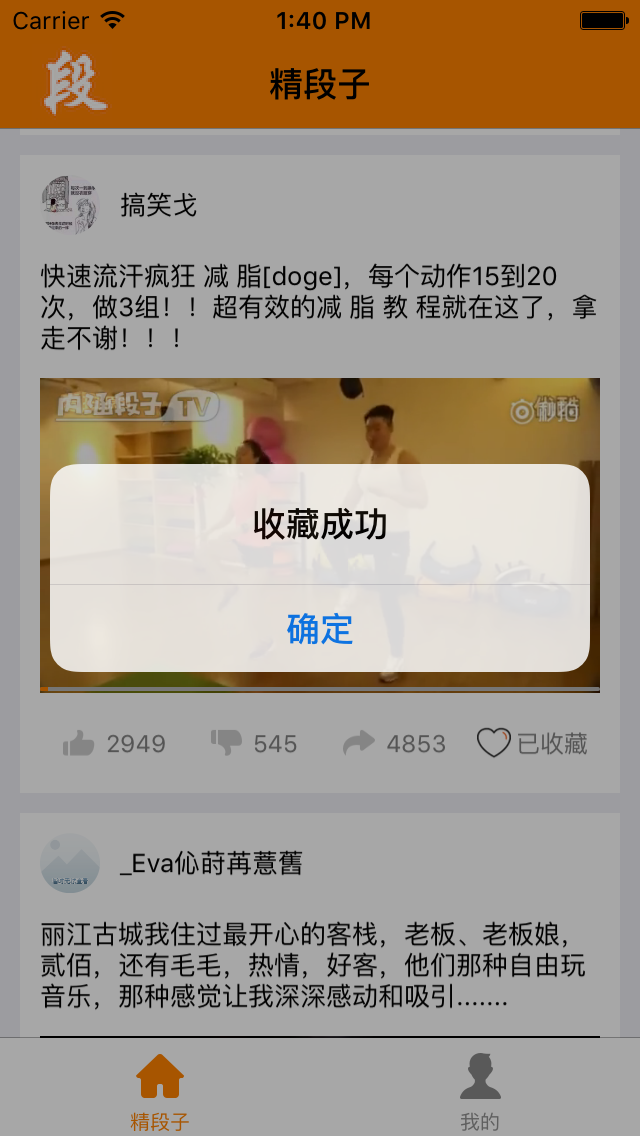 Carrier 1:40 PM
段 精段子
搞笑戈
快速流汗疯狂 减 脂[doge]，每个动作15到20
次，做3组！！超有效的减 脂 教 程就在这了，拿
走不谢！！！
内涵段子 TV 秒拍
收藏成功
确定
2949 545 4853 已收藏
_Eva伈莳苒薏舊
丽江古城我住过最开心的客栈，老板、老板娘，
贰佰，还有毛毛，热情，好客，他们那种自由玩
音乐，那种感觉让我深深感动和吸引.......
精段子 我的